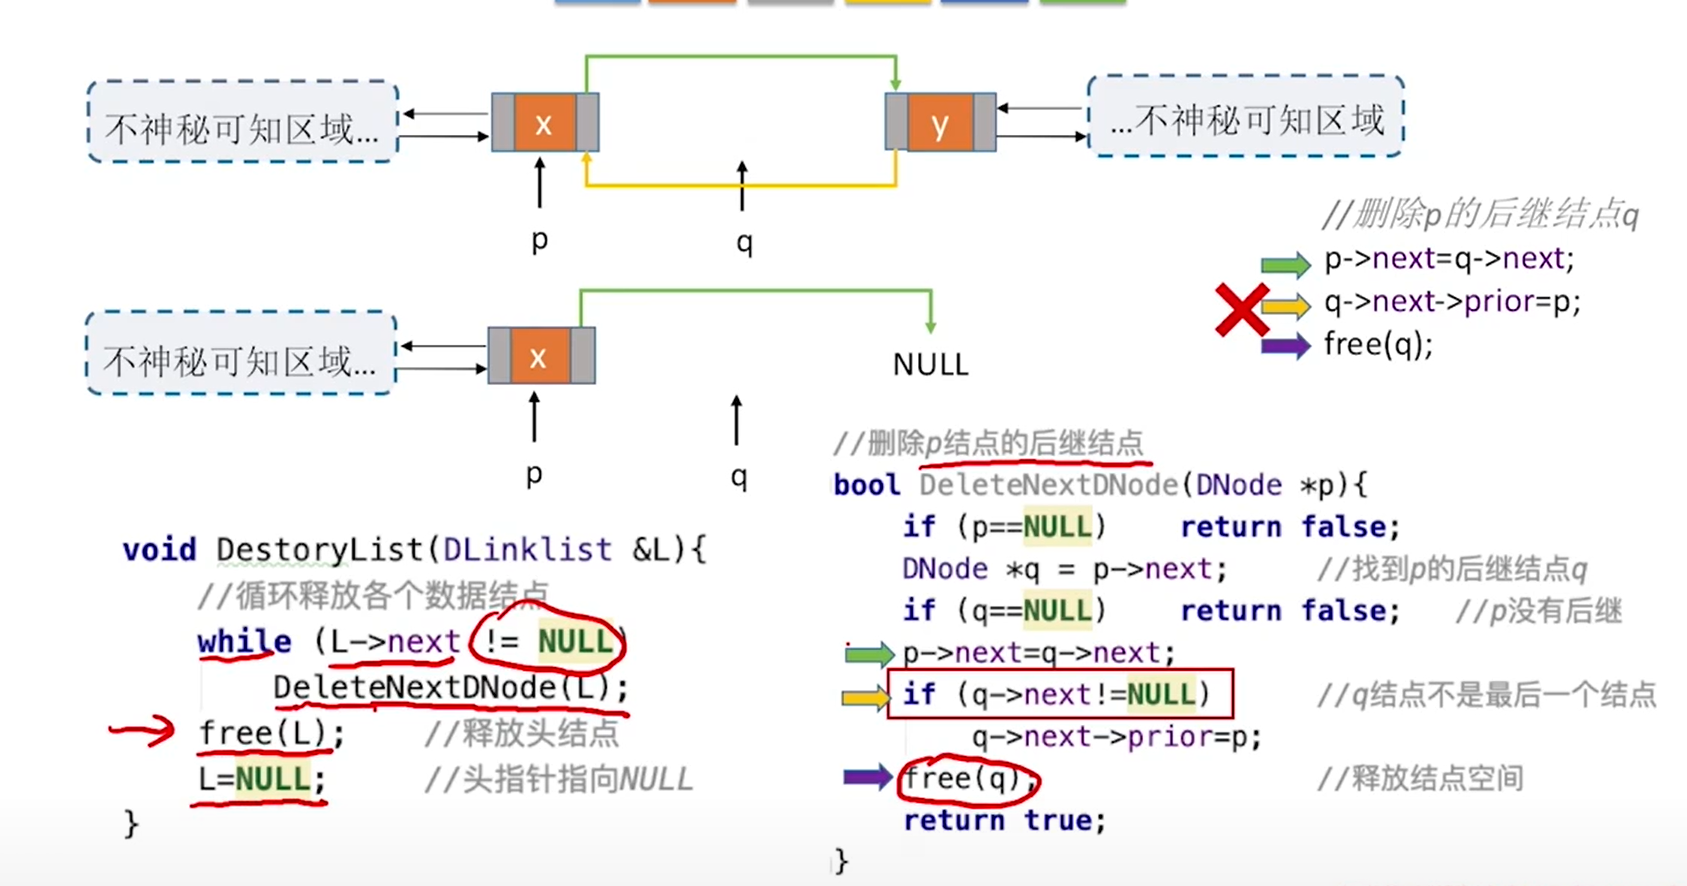 不神秘可知区域...
x
y
...不神秘可知区域
p
q
//删除p的后继结点q
p->next=q->next;
q->next->prior=p;
free(q);
不神秘可知区域...
x
NULL
p
q
void DestoryList(DLinklist &L){
//循环释放各个数据结点
while (L->next != NULL)
DeleteNextDNode(L);
free(L); //释放头结点
L=NULL; //头指针指向NULL
}
//删除p结点的后继结点
bool DeleteNextDNode(DNode *p){
if (p==NULL) return false;
DNode *q = p->next; //找到p的后继结点q
if (q==NULL) return false; //p没有后继
p->next=q->next;
if (q->next!=NULL) //q结点不是最后一个结点
q->next->prior=p;
free(q); //释放结点空间
return true;
}